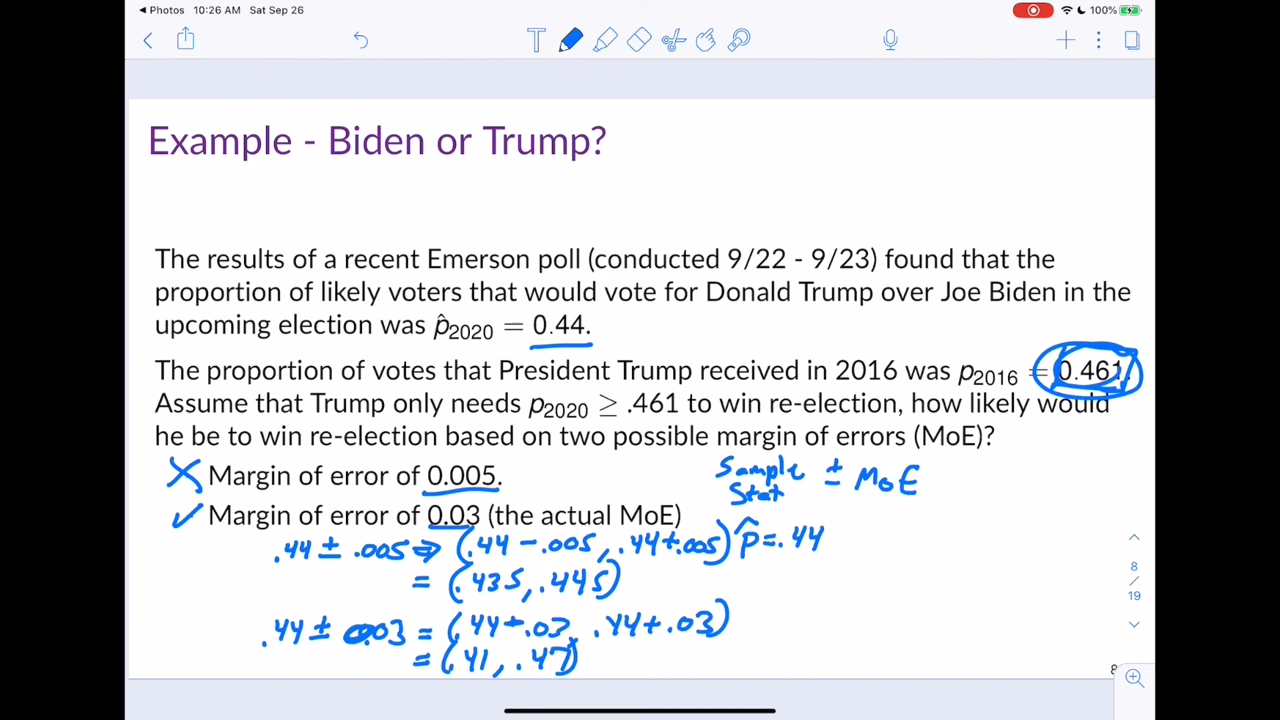 Photos 10:26 AM Sat Sep 26 100%
T
Example - Biden or Trump?
The results of a recent Emerson poll (conducted 9/22 - 9/23) found that the
proportion of likely voters that would vote for Donald Trump over Joe Biden in the
upcoming election was p̂₂₀₂₀ = 0.44.
The proportion of votes that President Trump received in 2016 was p₂₀₁₆ = 0.461
Assume that Trump only needs p₂₀₂₀ ≥ .461 to win re-election, how likely would
he be to win re-election based on two possible margin of errors (MoE)?
Margin of error of 0.005.
Sample Stat ± MoE
Margin of error of 0.03 (the actual MoE)
.44 ± .005 ⇒ (.44 - .005, .44+.005) p̂ = .44
= (.435, .445)
.44 ± 0.03 = (.44 - .03, .44 + .03)
= (.41, .47)
8
/
19
8